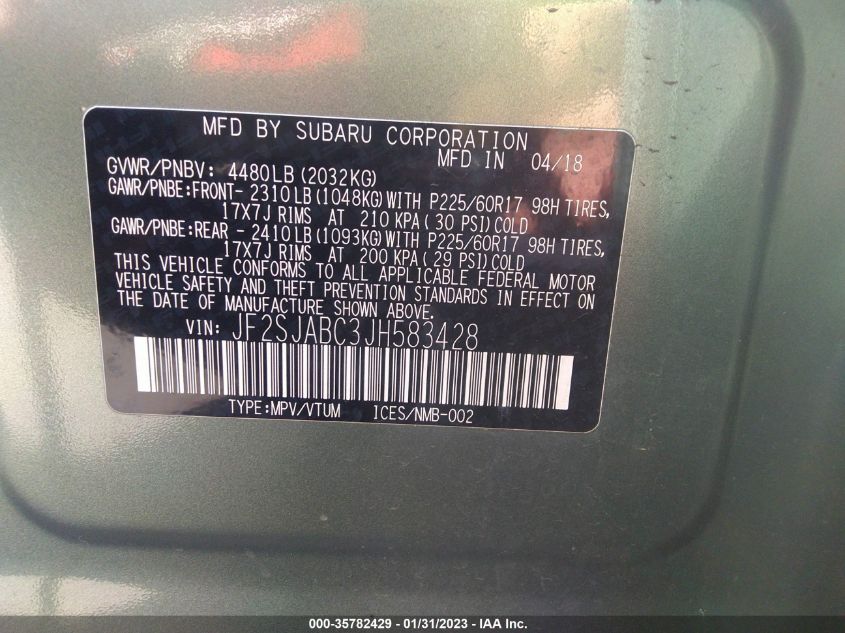 MFD BY SUBARU CORPORATION
MFD IN 04/18
GVWR/PNBV: 4480LB(2032KG)
GAWR/PNBE:FRONT- 2310LB(1048KG)WITH P225/60R17 98H TIRES,
17X7J RIMS AT 210 KPA( 30 PSI)COLD
GAWR/PNBE:REAR - 2410LB(1093KG)WITH P225/60R17 98H TIRES,
17X7J RIMS AT 200 KPA( 29 PSI)COLD
THIS VEHICLE CONFORMS TO ALL APPLICABLE FEDERAL MOTOR
VEHICLE SAFETY AND THEFT PREVENTION STANDARDS IN EFFECT ON
THE DATE OF MANUFACTURE SHOWN ABOVE.
VIN: JF2SJABC3JH583428
TYPE:MPV/VTUM ICES/NMB-002
000-35782429 - 01/31/2023 - IAA Inc.